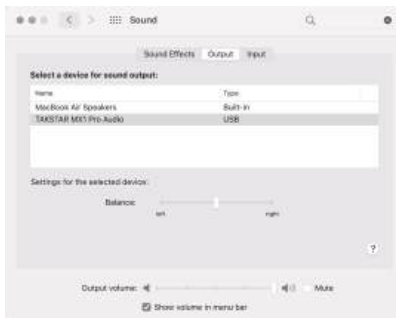 Sound
Sound Effects Output Input
Select a device for sound output:
Name Type
MacBook Air Speakers Built-in
TAKSTAR MX1 Pro Audio USB
Settings for the selected device:
Balance:
left right
?
Output volume: Mute
Show volume in menu bar